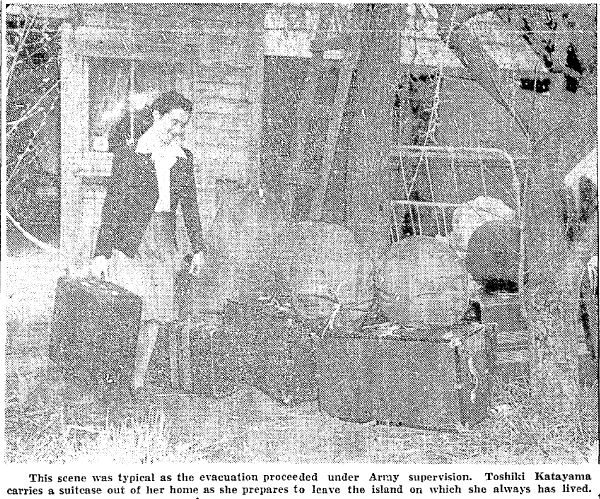 This scene was typical as the evacuation proceeded under Army supervision. Toshiki Katayama
carries a suitcase out of her home as she prepares to leave the island on which she always has lived.